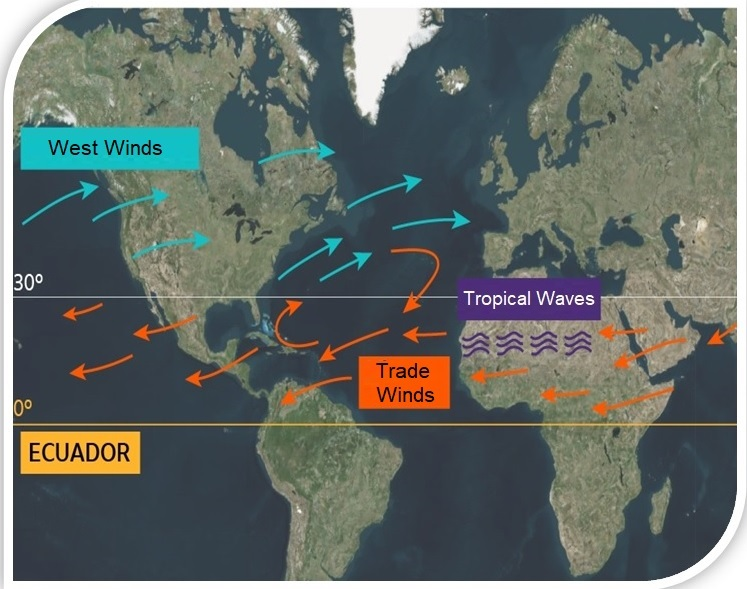 West Winds
30º
Tropical Waves
Trade
Winds
0º
ECUADOR